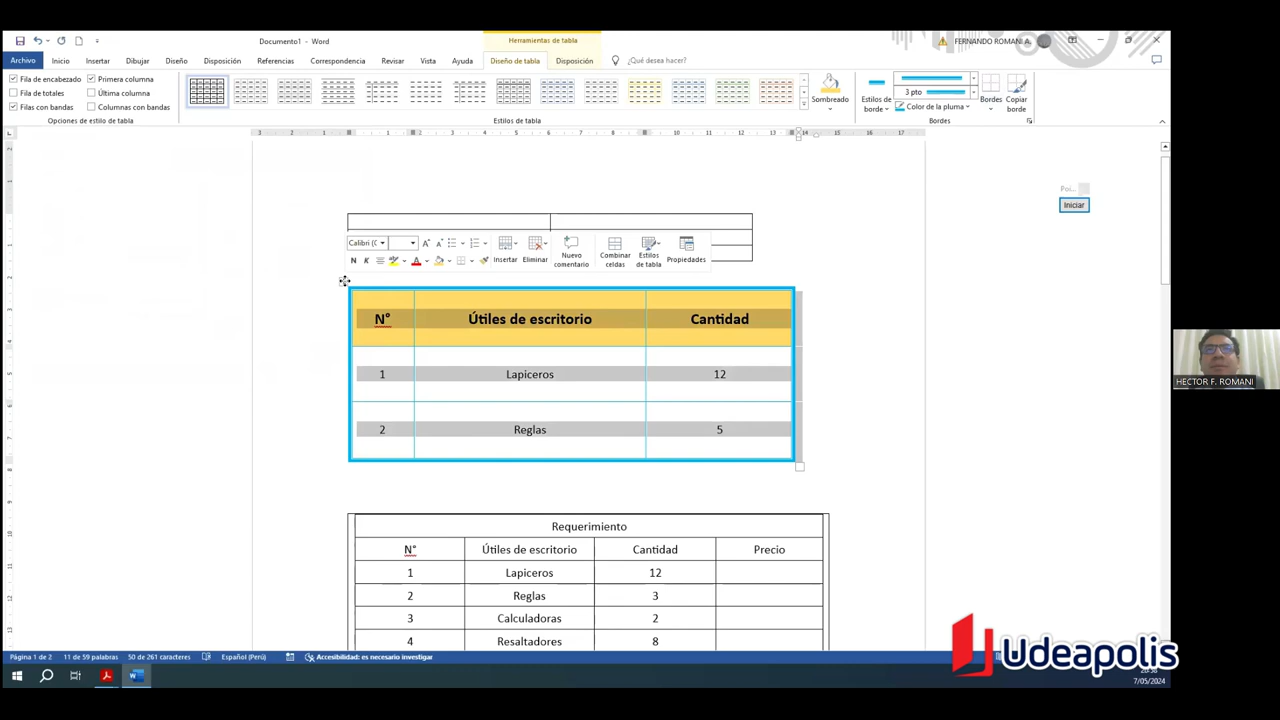 Documento1 - Word
Herramientas de tabla
FERNANDO ROMANI A.
Archivo Inicio Insertar Dibujar Diseño Disposición Referencias Correspondencia Revisar Vista Ayuda Diseño de tabla Disposición ¿Qué desea hacer?
Fila de encabezado Primera columna
Fila de totales Última columna
Filas con bandas Columnas con bandas
Opciones de estilo de tabla
Estilos de tabla
Sombreado
Estilos de bordes
3 pto
Color de la pluma
Bordes
Copiar borde
Bordes
Iniciar
Calibri (C
N K
Insertar Eliminar
Nuevo comentario
Combinar celdas
Estilos de tabla
Propiedades
N° Útiles de escritorio Cantidad
1 Lapiceros 12
2 Reglas 5
Requerimiento
N° Útiles de escritorio Cantidad Precio
1 Lapiceros 12
2 Reglas 3
3 Calculadoras 2
4 Resaltadores 8
HECTOR F. ROMANI
Página 1 de 2 11 de 59 palabras 50 de 261 caracteres Español (Perú) Accesibilidad: es necesario investigar
Udeapolis
7/05/2024